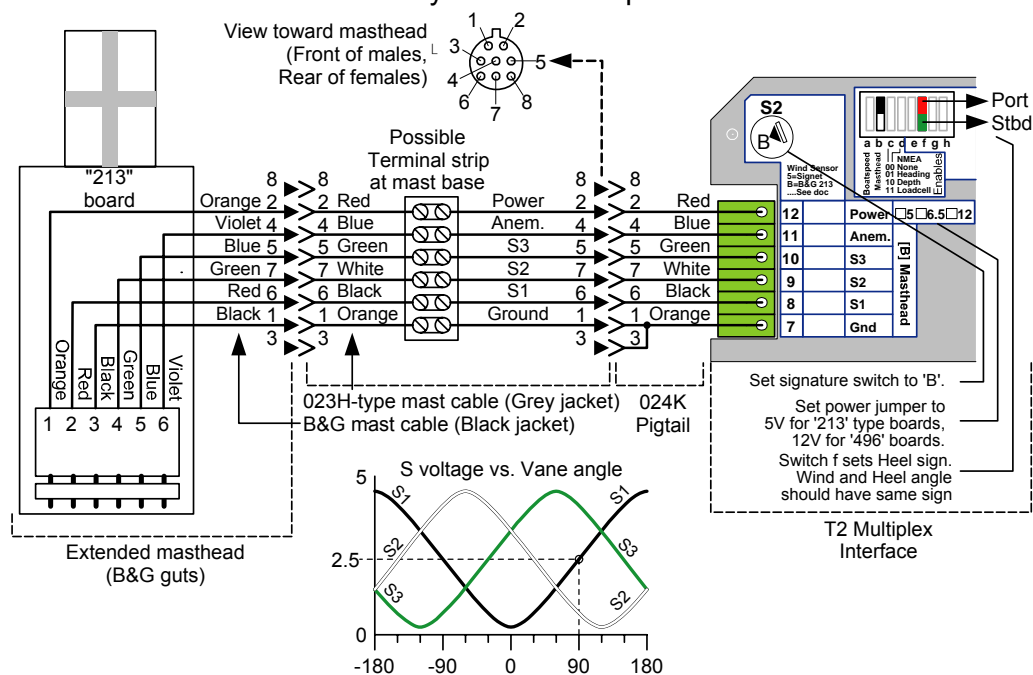 View toward masthead
(Front of males,
Rear of females)
1 2
3 5
4
6 7 8
"213"
board
Possible
Terminal strip
at mast base
8 8 8 8
Orange 2 2 Red Power 2 2 Red
Violet 4 4 Blue Anem. 4 4 Blue
Blue 5 5 Green S3 5 5 Green
Green 7 7 White S2 7 7 White
Red 6 6 Black S1 6 6 Black
Black 1 1 Orange Ground 1 1 Orange
3 3 3 3
S2
B
Port
Stbd
a b c d e f g h
Boatspeed
Masthead
NMEA
00 None
01 Heading
10 Depth
11 Loadcell
Enables
Wind Sensor
5=Signet
B=B&G 213
....See doc
12 Power 5 6.5 12
11 Anem.
10 S3
9 S2
8 S1
7 Gnd
[B] Masthead
Orange
Red
Black
Green
Blue
Violet
1 2 3 4 5 6
023H-type mast cable (Grey jacket)
B&G mast cable (Black jacket)
024K
Pigtail
Set signature switch to 'B'.
Set power jumper to
5V for '213' type boards,
12V for '496' boards.
Switch f sets Heel sign.
Wind and Heel angle
should have same sign
T2 Multiplex
Interface
Extended masthead
(B&G guts)
S voltage vs. Vane angle
5
2.5
0
S1 S1
S2 S3
S3 S2
-180 -90 0 90 180